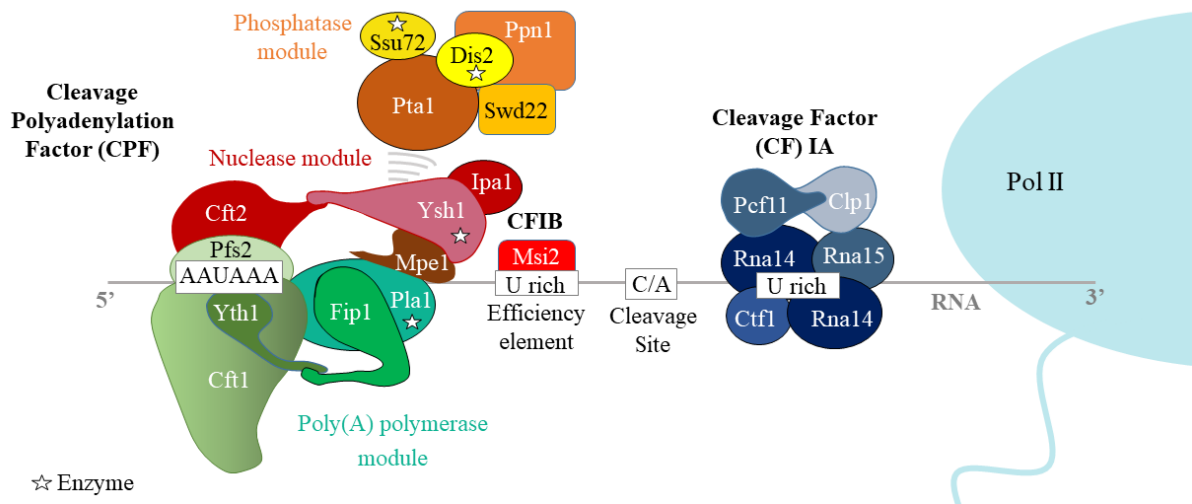 Phosphatase
module
Ssu72
Ppn1
Dis2
Pta1
Swd22
Cleavage
Polyadenylation
Factor (CPF)
Nuclease module
Cft2
Ipa1
Ysh1
Mpe1
Pfs2
AAUAAA
Yth1
Cft1
Fip1
Pla1
Poly(A) polymerase
module
CFIB
Msi2
U rich
Efficiency
element
C/A
Cleavage
Site
Cleavage Factor
(CF) IA
Pcf11
Clp1
Rna14
Rna15
U rich
Ctf1
Rna14
Pol II
5’
RNA
3’
☆ Enzyme